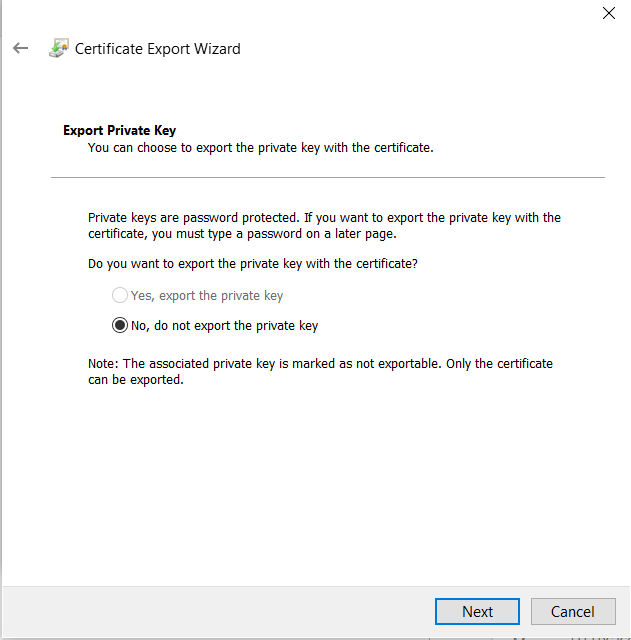 Certificate Export Wizard
Export Private Key
You can choose to export the private key with the certificate.
Private keys are password protected. If you want to export the private key with the
certificate, you must type a password on a later page.
Do you want to export the private key with the certificate?
Yes, export the private key
No, do not export the private key
Note: The associated private key is marked as not exportable. Only the certificate
can be exported.
Next
Cancel